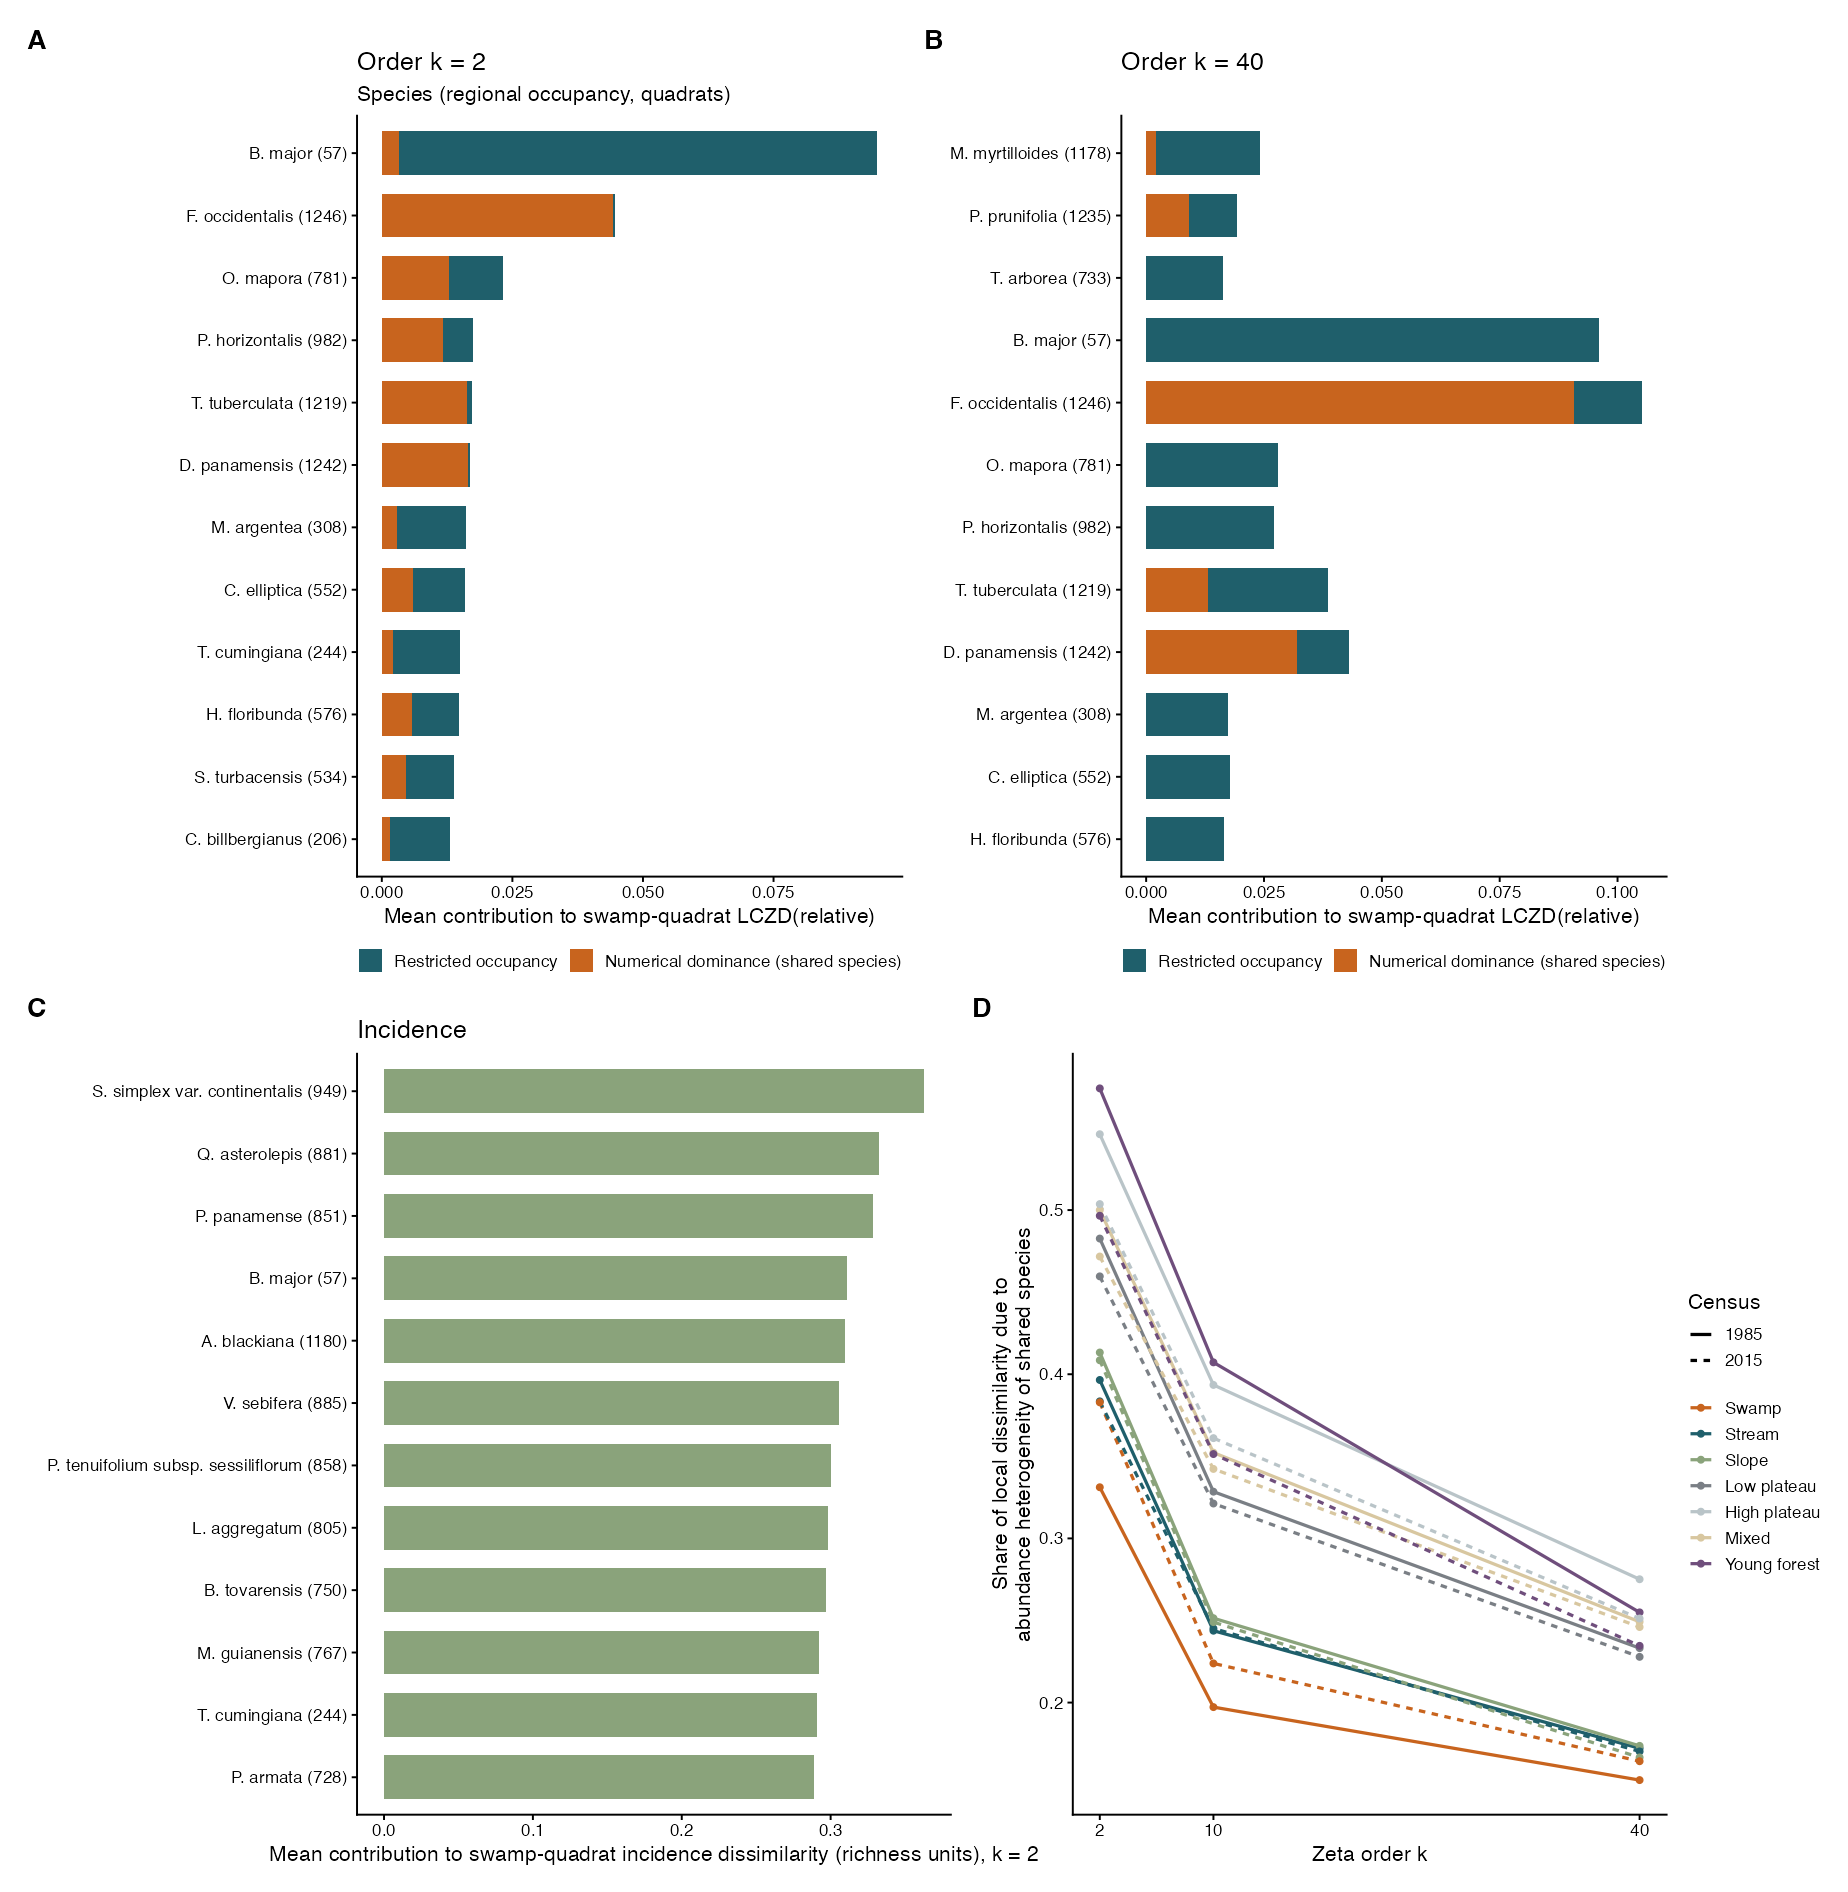 A
Order k = 2
Species (regional occupancy, quadrats)
B. major (57)
F. occidentalis (1246)
O. mapora (781)
P. horizontalis (982)
T. tuberculata (1219)
D. panamensis (1242)
M. argentea (308)
C. elliptica (552)
T. cumingiana (244)
H. floribunda (576)
S. turbacensis (534)
C. billbergianus (206)
0.000 0.025 0.050 0.075
Mean contribution to swamp-quadrat LCZD(relative)
Restricted occupancy Numerical dominance (shared species)
B
Order k = 40
M. myrtilloides (1178)
P. prunifolia (1235)
T. arborea (733)
B. major (57)
F. occidentalis (1246)
O. mapora (781)
P. horizontalis (982)
T. tuberculata (1219)
D. panamensis (1242)
M. argentea (308)
C. elliptica (552)
H. floribunda (576)
0.000 0.025 0.050 0.075 0.100
Mean contribution to swamp-quadrat LCZD(relative)
Restricted occupancy Numerical dominance (shared species)
C
Incidence
S. simplex var. continentalis (949)
Q. asterolepis (881)
P. panamense (851)
B. major (57)
A. blackiana (1180)
V. sebifera (885)
P. tenuifolium subsp. sessiliflorum (858)
L. aggregatum (805)
B. tovarensis (750)
M. guianensis (767)
T. cumingiana (244)
P. armata (728)
0.0 0.1 0.2 0.3
Mean contribution to swamp-quadrat incidence dissimilarity (richness units), k = 2
D
Share of local dissimilarity due to
abundance heterogeneity of shared species
0.5
0.4
0.3
0.2
2 10 40
Zeta order k
Census
1985
2015
Swamp
Stream
Slope
Low plateau
High plateau
Mixed
Young forest